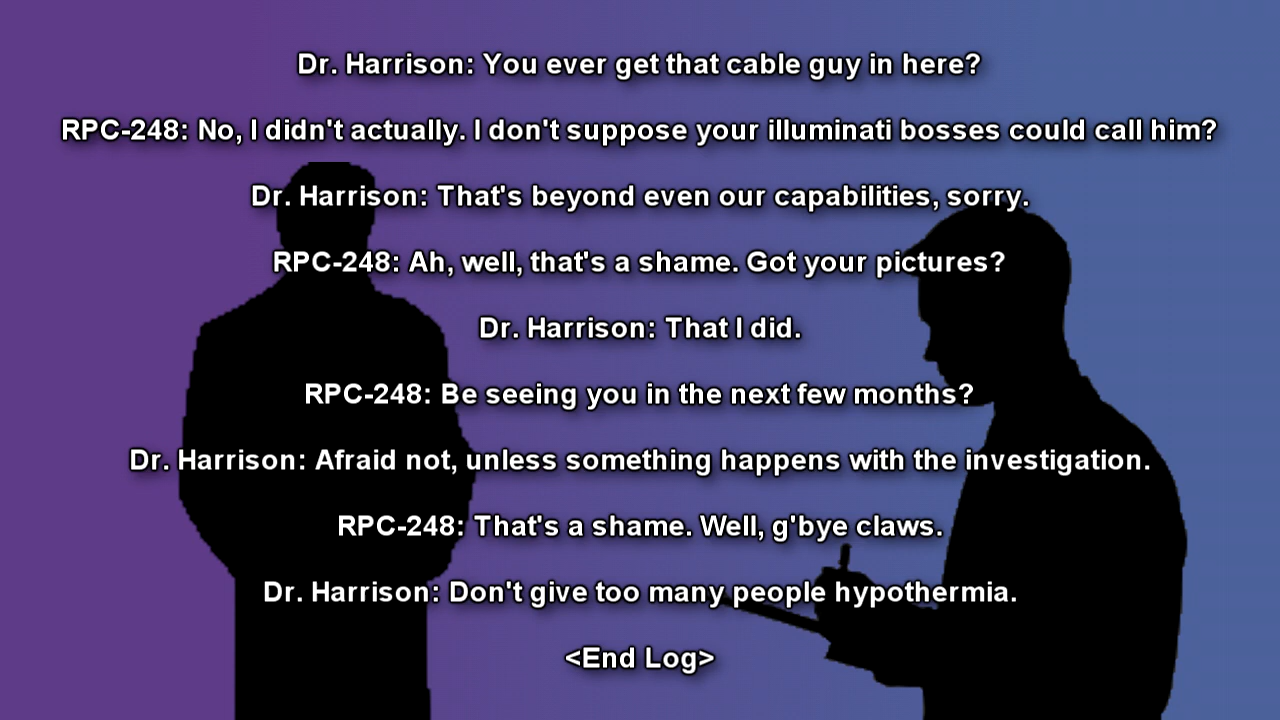 Dr. Harrison: You ever get that cable guy in here?
RPC-248: No, I didn't actually. I don't suppose your illuminati bosses could call him?
Dr. Harrison: That's beyond even our capabilities, sorry.
RPC-248: Ah, well, that's a shame. Got your pictures?
Dr. Harrison: That I did.
RPC-248: Be seeing you in the next few months?
Dr. Harrison: Afraid not, unless something happens with the investigation.
RPC-248: That's a shame. Well, g'bye claws.
Dr. Harrison: Don't give too many people hypothermia.
<End Log>